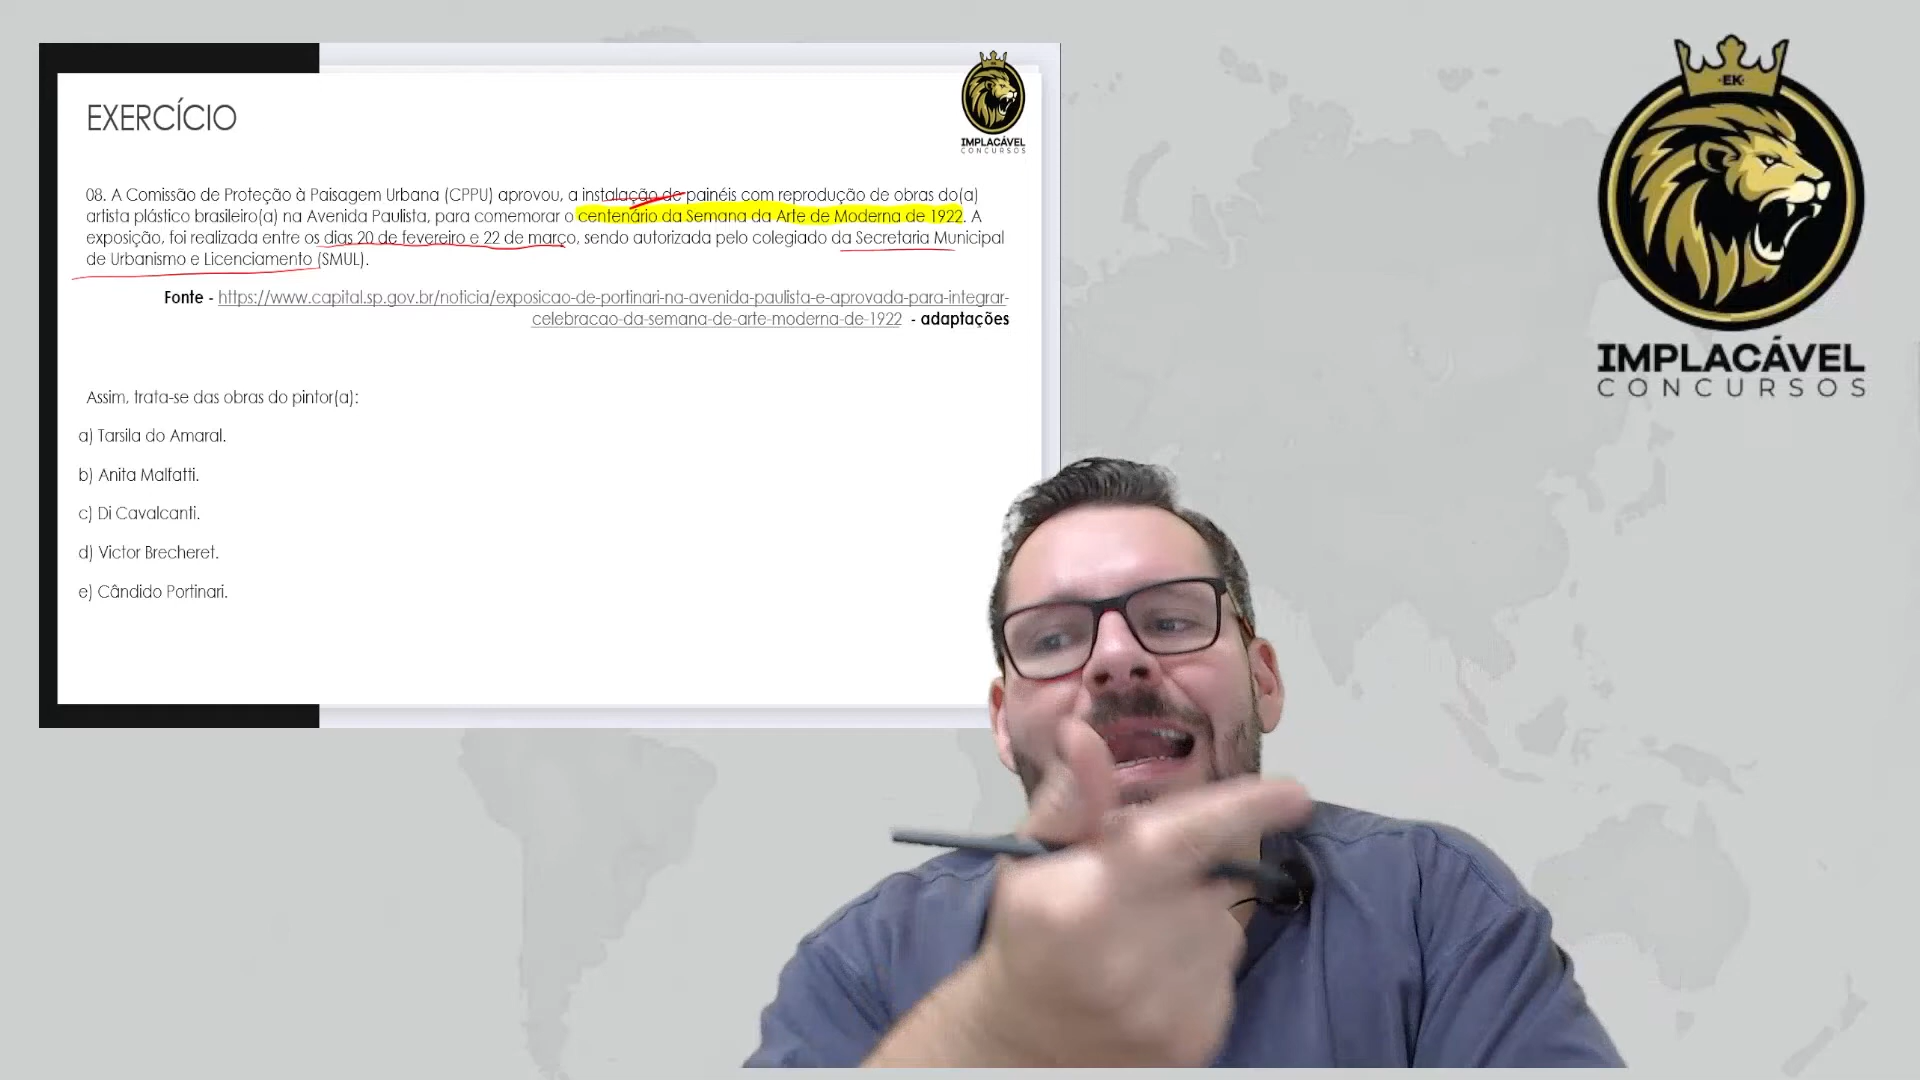 EXERCÍCIO
IMPLACÁVEL
CONCURSOS
08. A Comissão de Proteção à Paisagem Urbana (CPPU) aprovou, a instalação de painéis com reprodução de obras do(a)
artista plástico brasileiro(a) na Avenida Paulista, para comemorar o centenário da Semana da Arte de Moderna de 1922. A
exposição, foi realizada entre os dias 20 de fevereiro e 22 de março, sendo autorizada pelo colegiado da Secretaria Municipal
de Urbanismo e Licenciamento (SMUL).
Fonte - https://www.capital.sp.gov.br/noticia/exposicao-de-portinari-na-avenida-paulista-e-aprovada-para-integrar-
celebracao-da-semana-de-arte-moderna-de-1922 - adaptações
Assim, trata-se das obras do pintor(a):
a) Tarsila do Amaral.
b) Anita Malfatti.
c) Di Cavalcanti.
d) Victor Brecheret.
e) Cândido Portinari.
·EK·
IMPLACÁVEL
CONCURSOS